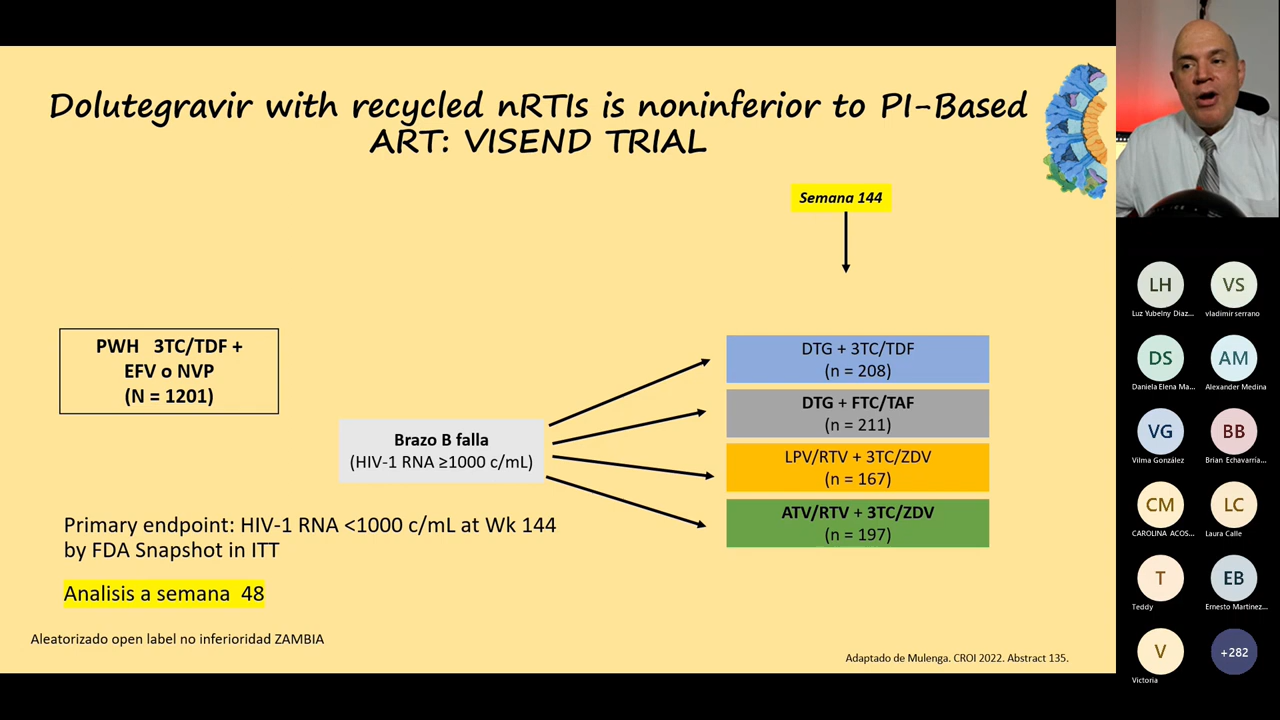 Dolutegravir with recycled nRTIs is noninferior to PI-Based
ART: VISEND TRIAL
Semana 144
PWH 3TC/TDF +
EFV o NVP
(N = 1201)
Brazo B falla
(HIV-1 RNA ≥1000 c/mL)
DTG + 3TC/TDF
(n = 208)
DTG + FTC/TAF
(n = 211)
LPV/RTV + 3TC/ZDV
(n = 167)
ATV/RTV + 3TC/ZDV
(n = 197)
Primary endpoint: HIV-1 RNA <1000 c/mL at Wk 144
by FDA Snapshot in ITT
Analisis a semana 48
Aleatorizado open label no inferioridad ZAMBIA
Adaptado de Mulenga. CROI 2022. Abstract 135.
LH
Luz Yubelny Diaz...
VS
vladimir serrano
DS
Daniela Elena Ma...
AM
Alexander Medina
VG
Vilma González
BB
Brian Echavarría...
CM
CAROLINA ACOS...
LC
Laura Calle
T
Teddy
EB
Ernesto Martinez...
V
Victoria
+282